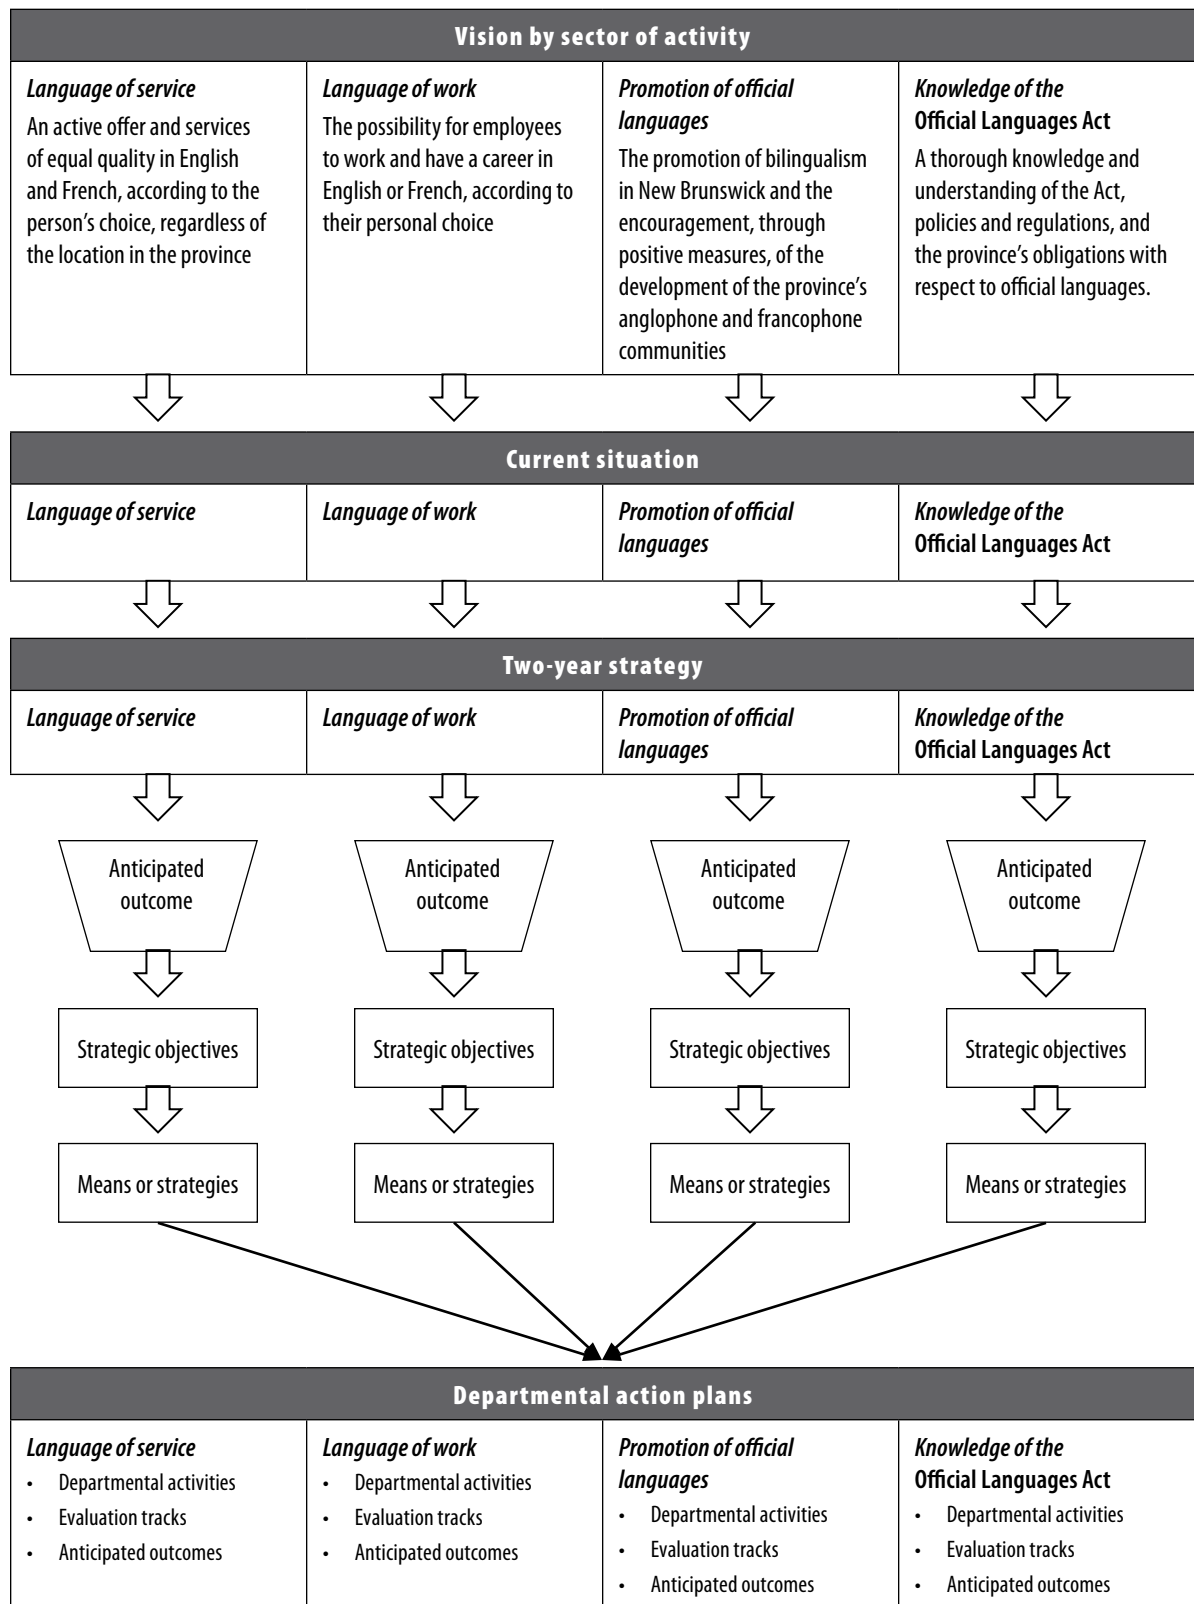 Vision by sector of activity
Language of service
An active offer and services
of equal quality in English
and French, according to the
person's choice, regardless of
the location in the province
Language of work
The possibility for employees
to work and have a career in
English or French, according to
their personal choice
Promotion of official
languages
The promotion of bilingualism
in New Brunswick and the
encouragement, through
positive measures, of the
development of the province's
anglophone and francophone
communities
Knowledge of the
Official Languages Act
A thorough knowledge and
understanding of the Act,
policies and regulations, and
the province's obligations with
respect to official languages.
Current situation
Language of service
Language of work
Promotion of official
languages
Knowledge of the
Official Languages Act
Two-year strategy
Language of service
Language of work
Promotion of official
languages
Knowledge of the
Official Languages Act
Anticipated
outcome
Anticipated
outcome
Anticipated
outcome
Anticipated
outcome
Strategic objectives
Strategic objectives
Strategic objectives
Strategic objectives
Means or strategies
Means or strategies
Means or strategies
Means or strategies
Departmental action plans
Language of service
• Departmental activities
• Evaluation tracks
• Anticipated outcomes
Language of work
• Departmental activities
• Evaluation tracks
• Anticipated outcomes
Promotion of official
languages
• Departmental activities
• Evaluation tracks
• Anticipated outcomes
Knowledge of the
Official Languages Act
• Departmental activities
• Evaluation tracks
• Anticipated outcomes